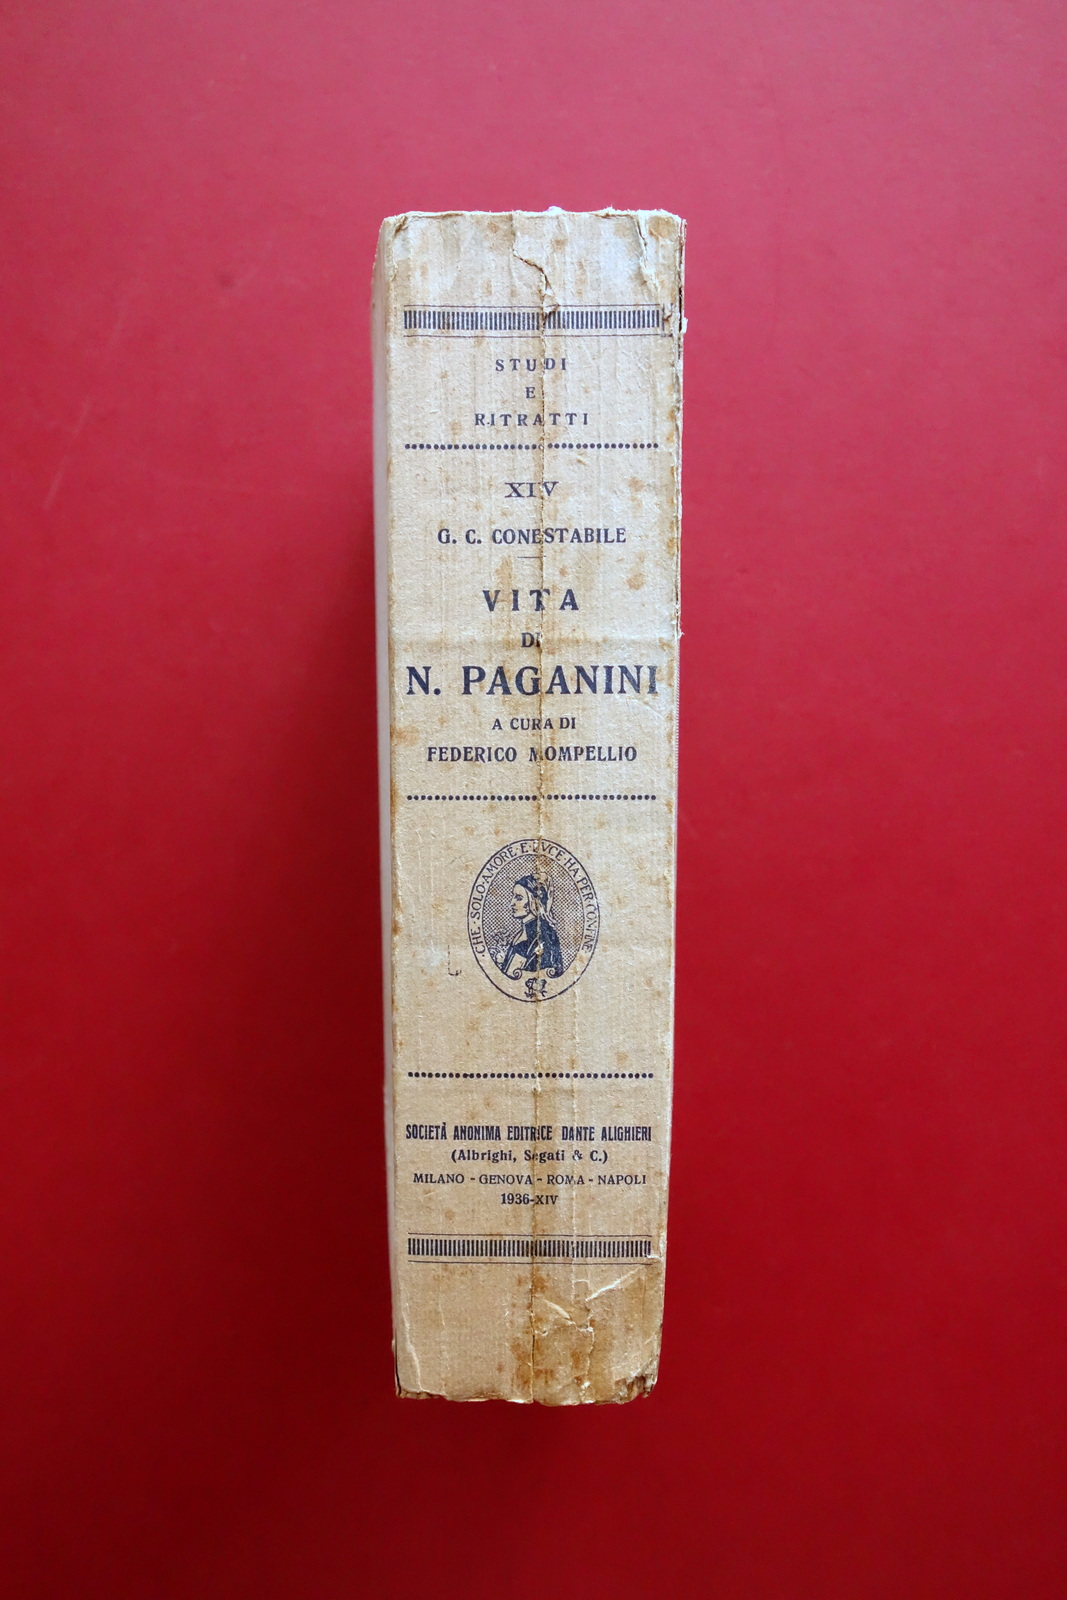 STUDI
E
RITRATTI
XIV
G. C. CONESTABILE
VITA
DI
N. PAGANINI
A CURA DI
FEDERICO MOMPELLIO
·CHE·SOLO·AMORE·E·LVCE·HA·PER·CONFINE·
SOCIETÀ ANONIMA EDITRICE DANTE ALIGHIERI
(Albrighi, Segati & C.)
MILANO - GENOVA - ROMA - NAPOLI
1936-XIV